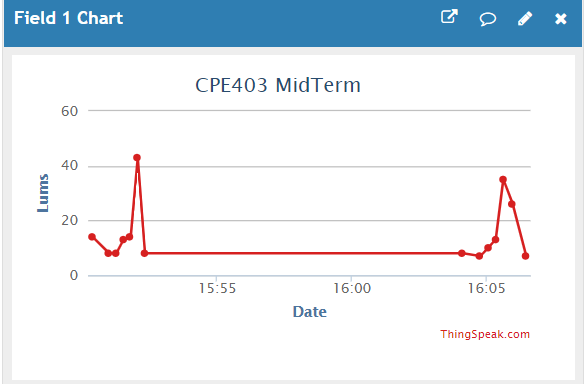 Field 1 Chart
CPE403 MidTerm
60
40
20
0
Lums
15:55
16:00
16:05
Date
ThingSpeak.com